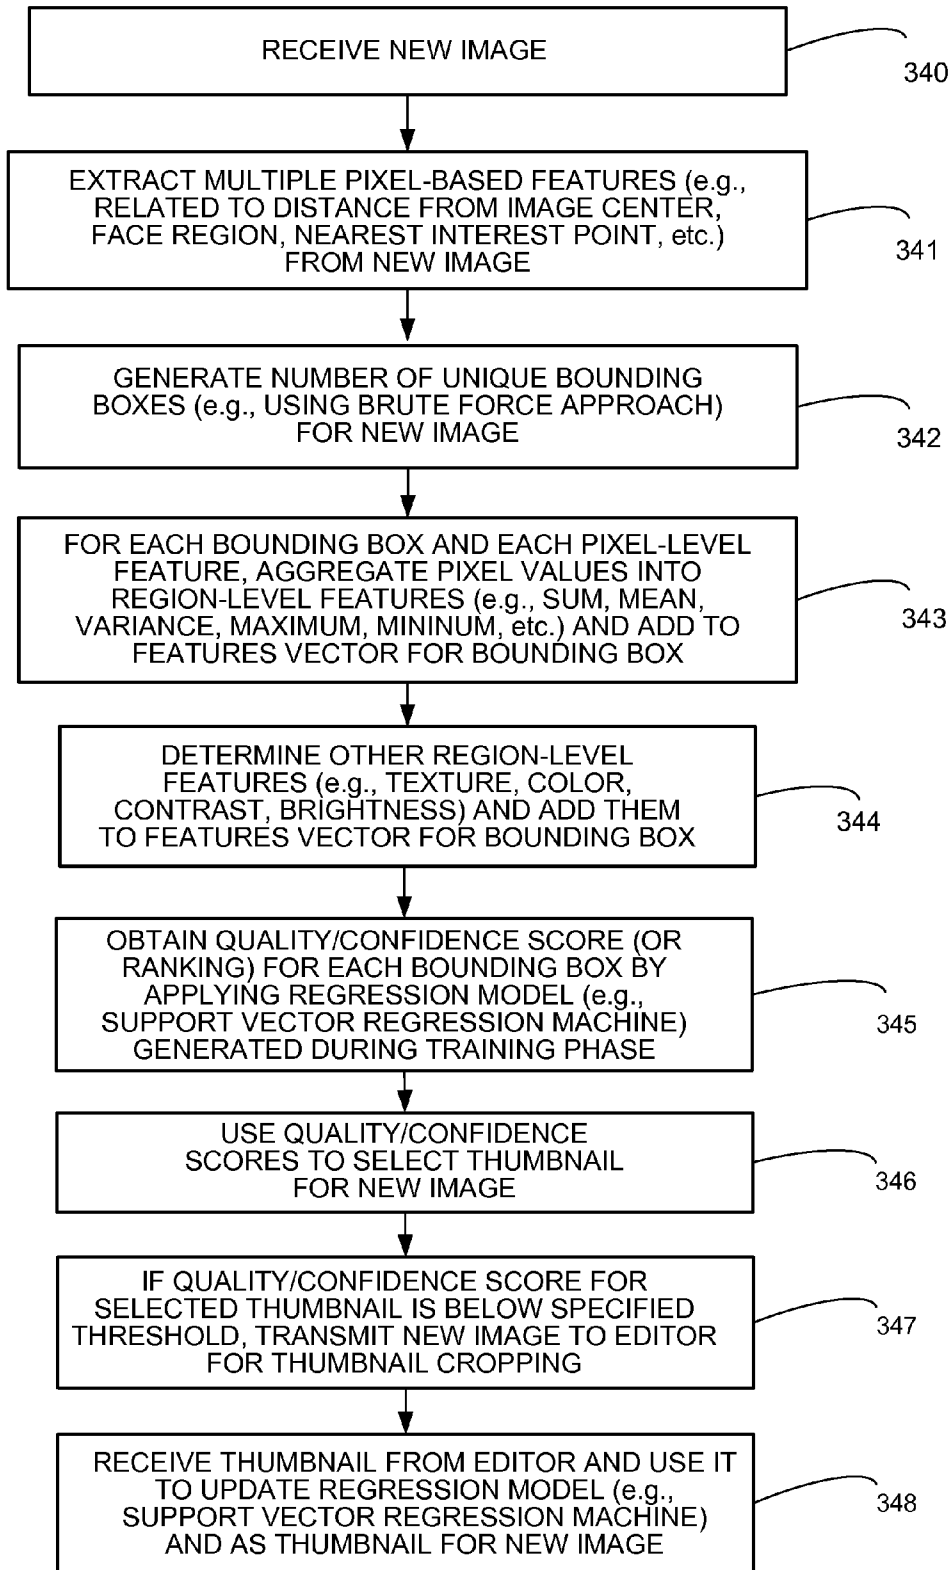 RECEIVE NEW IMAGE
340
EXTRACT MULTIPLE PIXEL-BASED FEATURES (e.g.,
RELATED TO DISTANCE FROM IMAGE CENTER,
FACE REGION, NEAREST INTEREST POINT, etc.)
FROM NEW IMAGE
341
GENERATE NUMBER OF UNIQUE BOUNDING
BOXES (e.g., USING BRUTE FORCE APPROACH)
FOR NEW IMAGE
342
FOR EACH BOUNDING BOX AND EACH PIXEL-LEVEL
FEATURE, AGGREGATE PIXEL VALUES INTO
REGION-LEVEL FEATURES (e.g., SUM, MEAN,
VARIANCE, MAXIMUM, MININUM, etc.) AND ADD TO
FEATURES VECTOR FOR BOUNDING BOX
343
DETERMINE OTHER REGION-LEVEL
FEATURES (e.g., TEXTURE, COLOR,
CONTRAST, BRIGHTNESS) AND ADD THEM
TO FEATURES VECTOR FOR BOUNDING BOX
344
OBTAIN QUALITY/CONFIDENCE SCORE (OR
RANKING) FOR EACH BOUNDING BOX BY
APPLYING REGRESSION MODEL (e.g.,
SUPPORT VECTOR REGRESSION MACHINE)
GENERATED DURING TRAINING PHASE
345
USE QUALITY/CONFIDENCE
SCORES TO SELECT THUMBNAIL
FOR NEW IMAGE
346
IF QUALITY/CONFIDENCE SCORE FOR
SELECTED THUMBNAIL IS BELOW SPECIFIED
THRESHOLD, TRANSMIT NEW IMAGE TO EDITOR
FOR THUMBNAIL CROPPING
347
RECEIVE THUMBNAIL FROM EDITOR AND USE IT
TO UPDATE REGRESSION MODEL (e.g.,
SUPPORT VECTOR REGRESSION MACHINE)
AND AS THUMBNAIL FOR NEW IMAGE
348